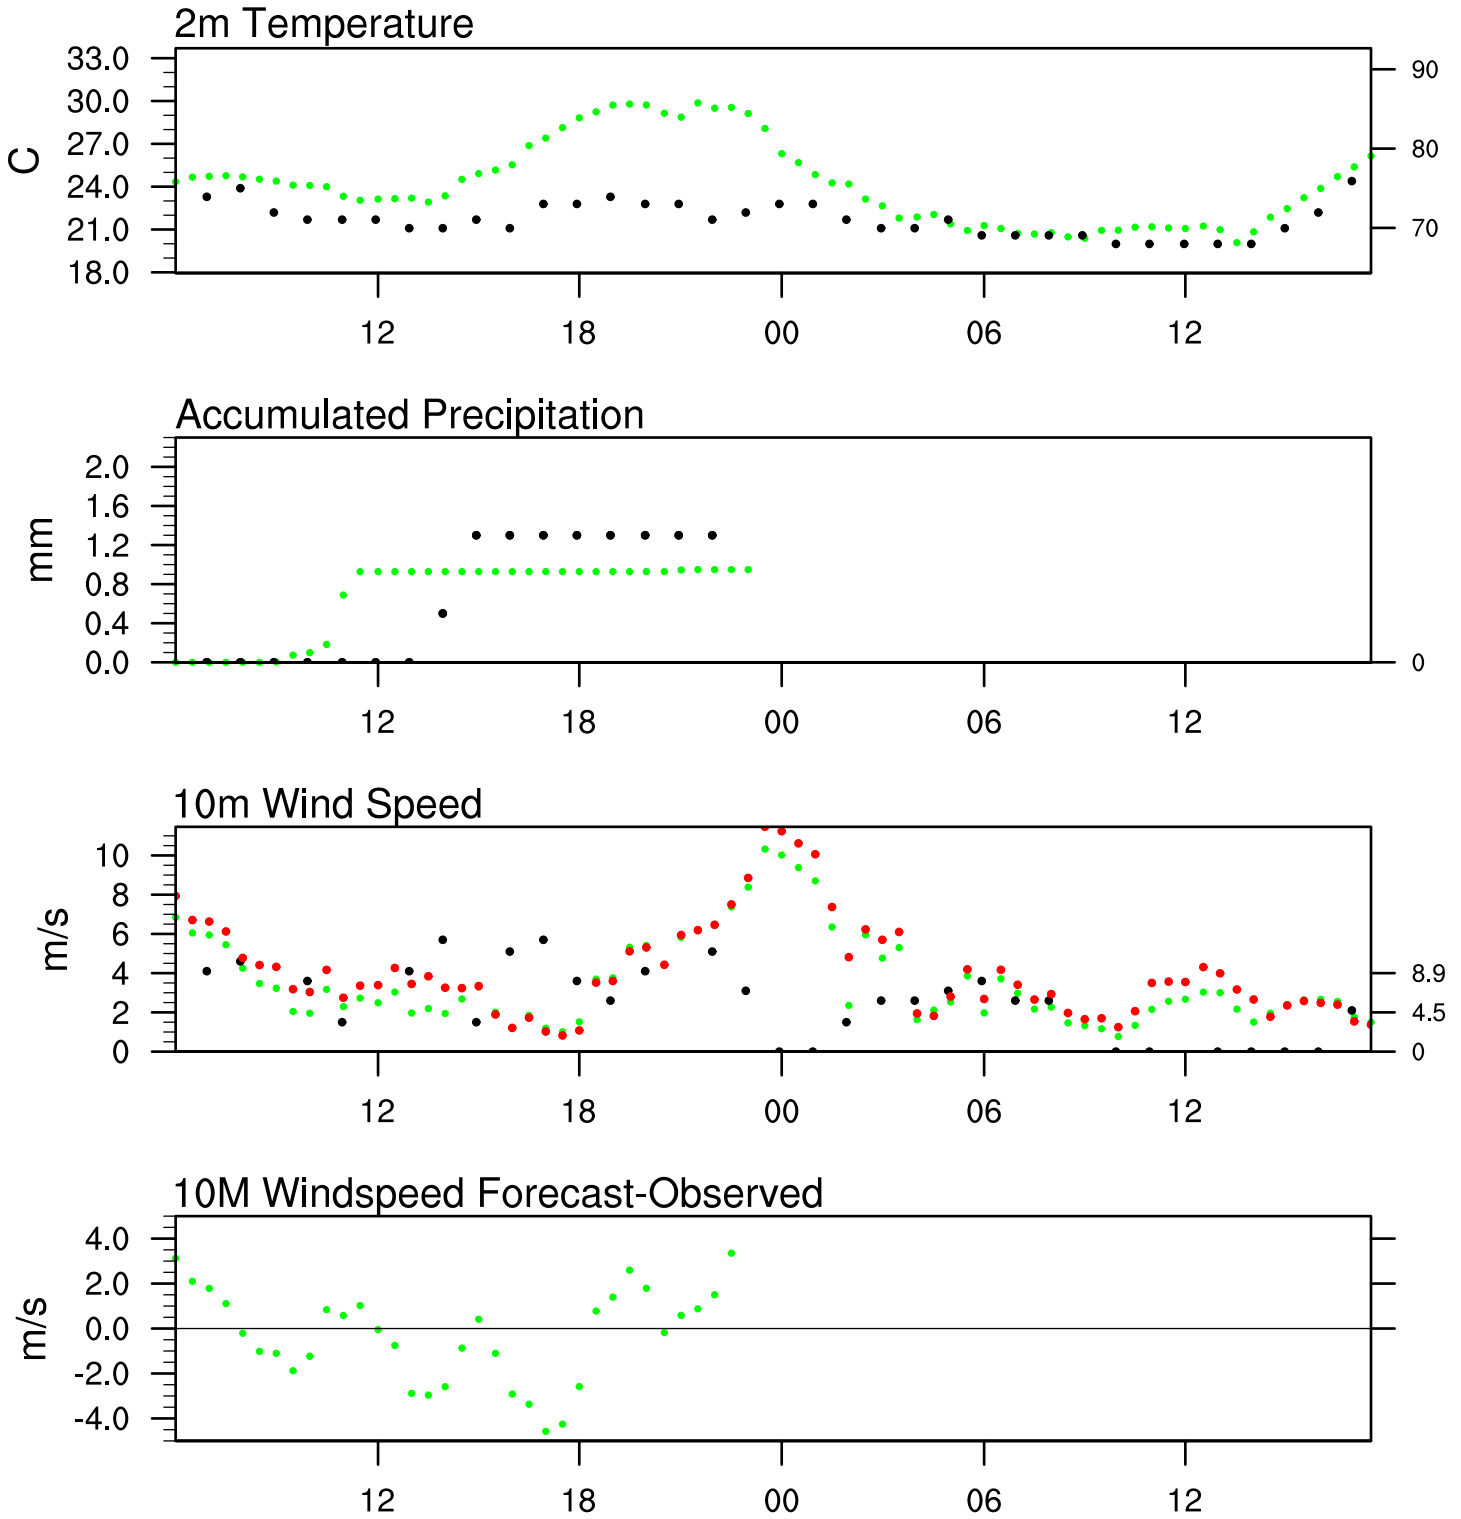 2m Temperature
33.0
30.0
27.0
24.0
21.0
18.0
C
90
80
70
12 18 00 06 12
Accumulated Precipitation
2.0
1.6
1.2
0.8
0.4
0.0
mm
0
12 18 00 06 12
10m Wind Speed
10
8
6
4
2
0
m/s
8.9
4.5
0
12 18 00 06 12
10M Windspeed Forecast-Observed
4.0
2.0
0.0
-2.0
-4.0
m/s
12 18 00 06 12